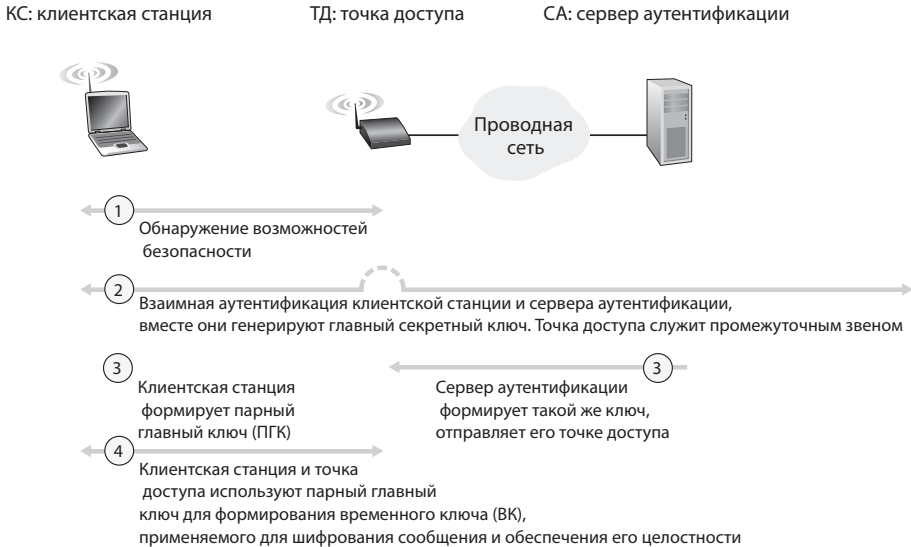 КС: клиентская станция
ТД: точка доступа
СА: сервер аутентификации
Проводная
сеть
1
Обнаружение возможностей
безопасности
2
Взаимная аутентификация клиентской станции и сервера аутентификации,
вместе они генерируют главный секретный ключ. Точка доступа служит промежуточным звеном
3
Клиентская станция
формирует парный
главный ключ (ПГК)
3
Сервер аутентификации
формирует такой же ключ,
отправляет его точке доступа
4
Клиентская станция и точка
доступа используют парный главный
ключ для формирования временного ключа (ВК),
применяемого для шифрования сообщения и обеспечения его целостности